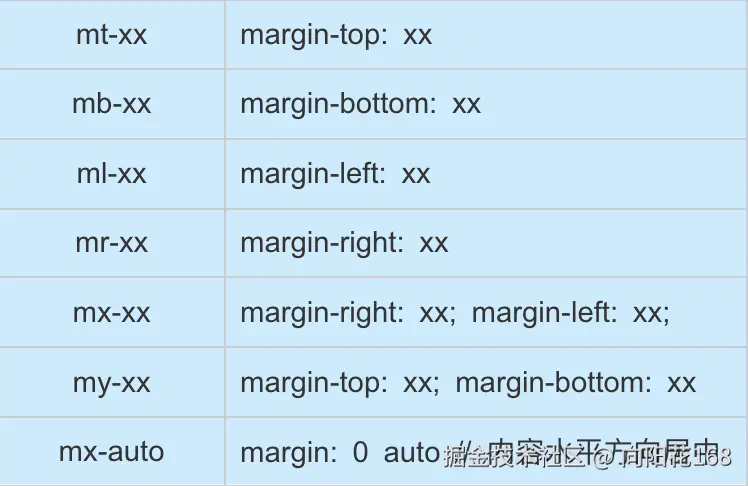 mt-xx margin-top: xx
mb-xx margin-bottom: xx
ml-xx margin-left: xx
mr-xx margin-right: xx
mx-xx margin-right: xx; margin-left: xx;
my-xx margin-top: xx; margin-bottom: xx
mx-auto margin: 0 auto // 内容水平方向居中
掘金技术社区 @ 向阳花168